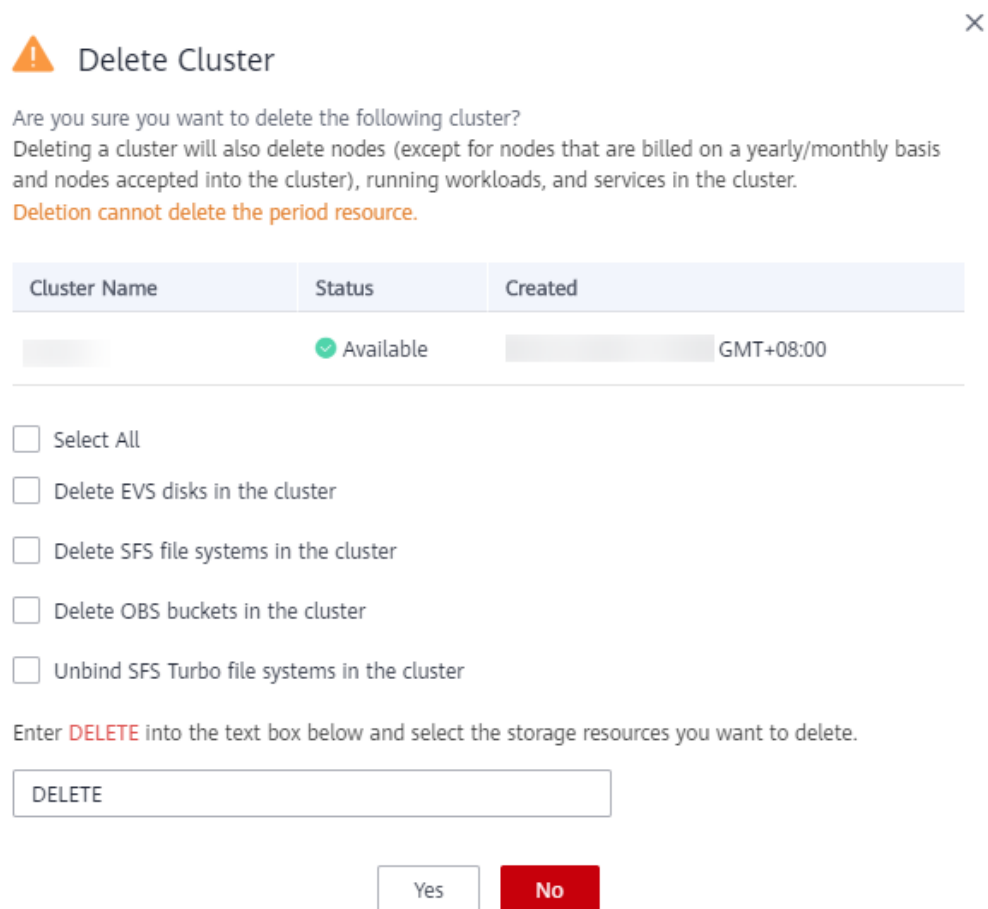 Delete Cluster
Are you sure you want to delete the following cluster?
Deleting a cluster will also delete nodes (except for nodes that are billed on a yearly/monthly basis
and nodes accepted into the cluster), running workloads, and services in the cluster.
Deletion cannot delete the period resource.
Cluster Name Status Created
Available GMT+08:00
Select All
Delete EVS disks in the cluster
Delete SFS file systems in the cluster
Delete OBS buckets in the cluster
Unbind SFS Turbo file systems in the cluster
Enter DELETE into the text box below and select the storage resources you want to delete.
DELETE
Yes No